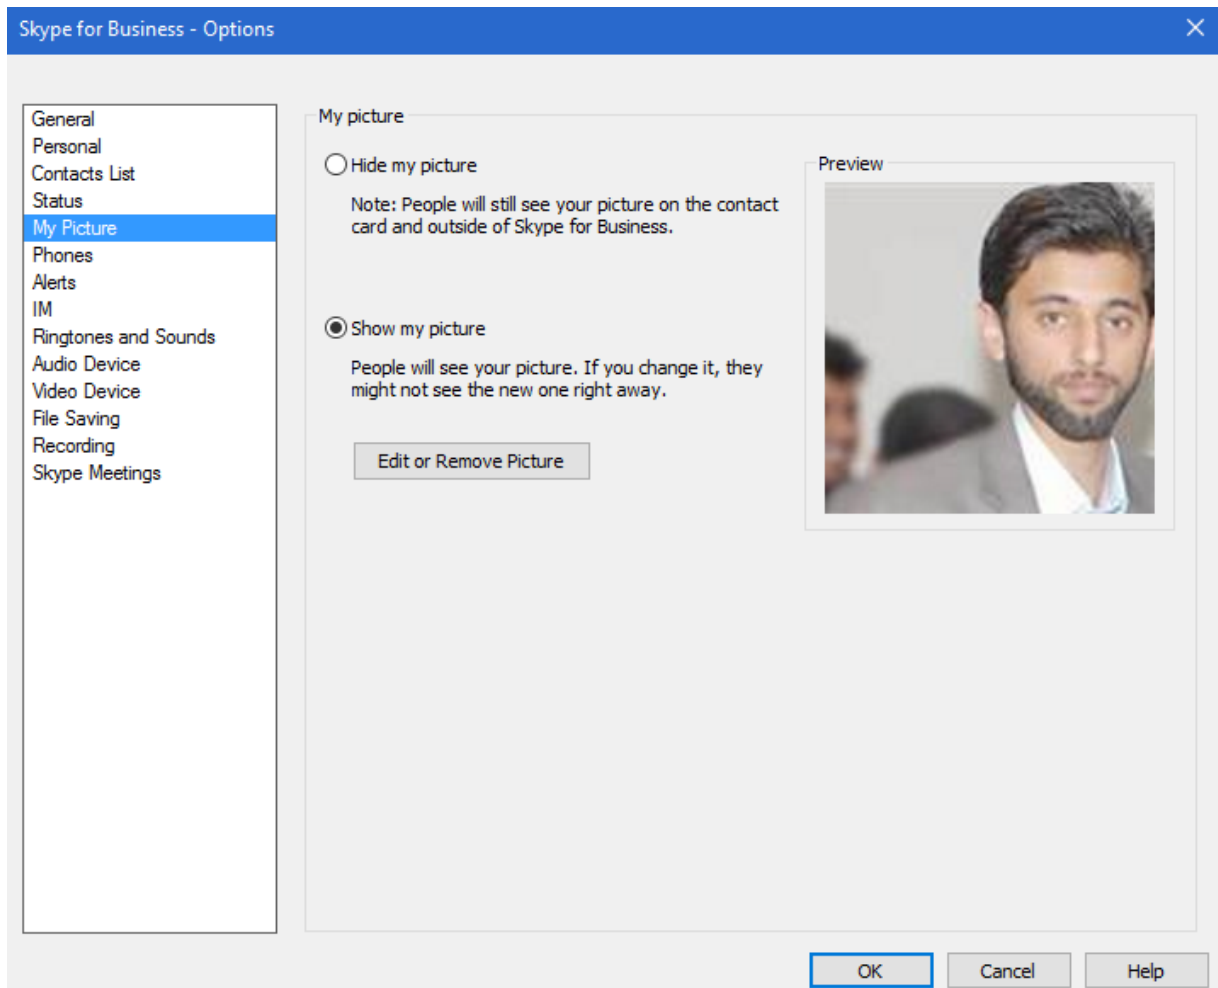 Skype for Business - Options
General
Personal
Contacts List
Status
My Picture
Phones
Alerts
IM
Ringtones and Sounds
Audio Device
Video Device
File Saving
Recording
Skype Meetings
My picture
Hide my picture
Note: People will still see your picture on the contact
card and outside of Skype for Business.
Show my picture
People will see your picture. If you change it, they
might not see the new one right away.
Edit or Remove Picture
Preview
OK
Cancel
Help